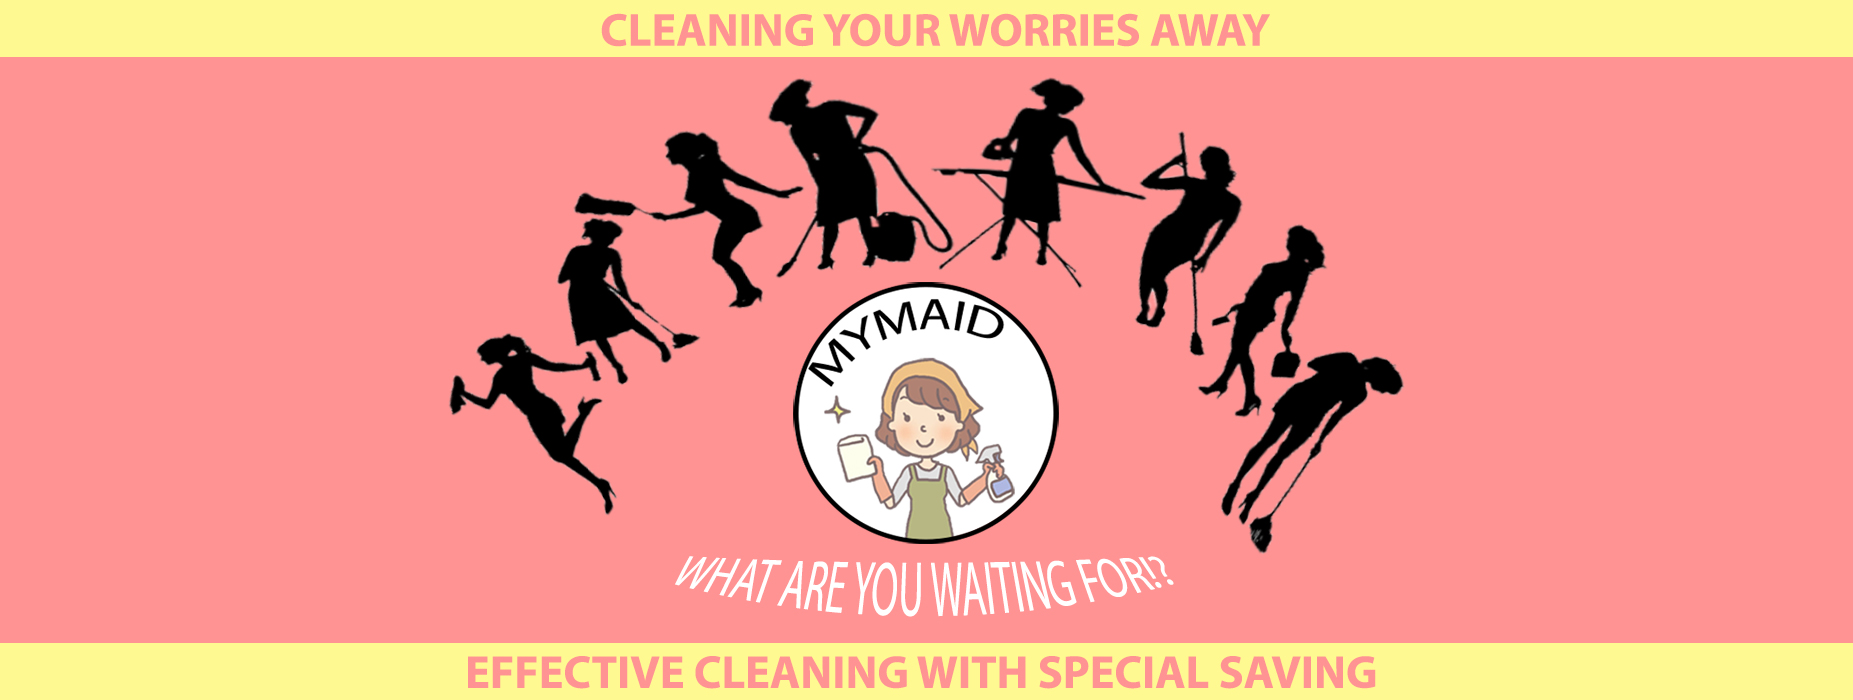 CLEANING YOUR WORRIES AWAY
MYMAID
WHAT ARE YOU WAITING FOR!?
EFFECTIVE CLEANING WITH SPECIAL SAVING